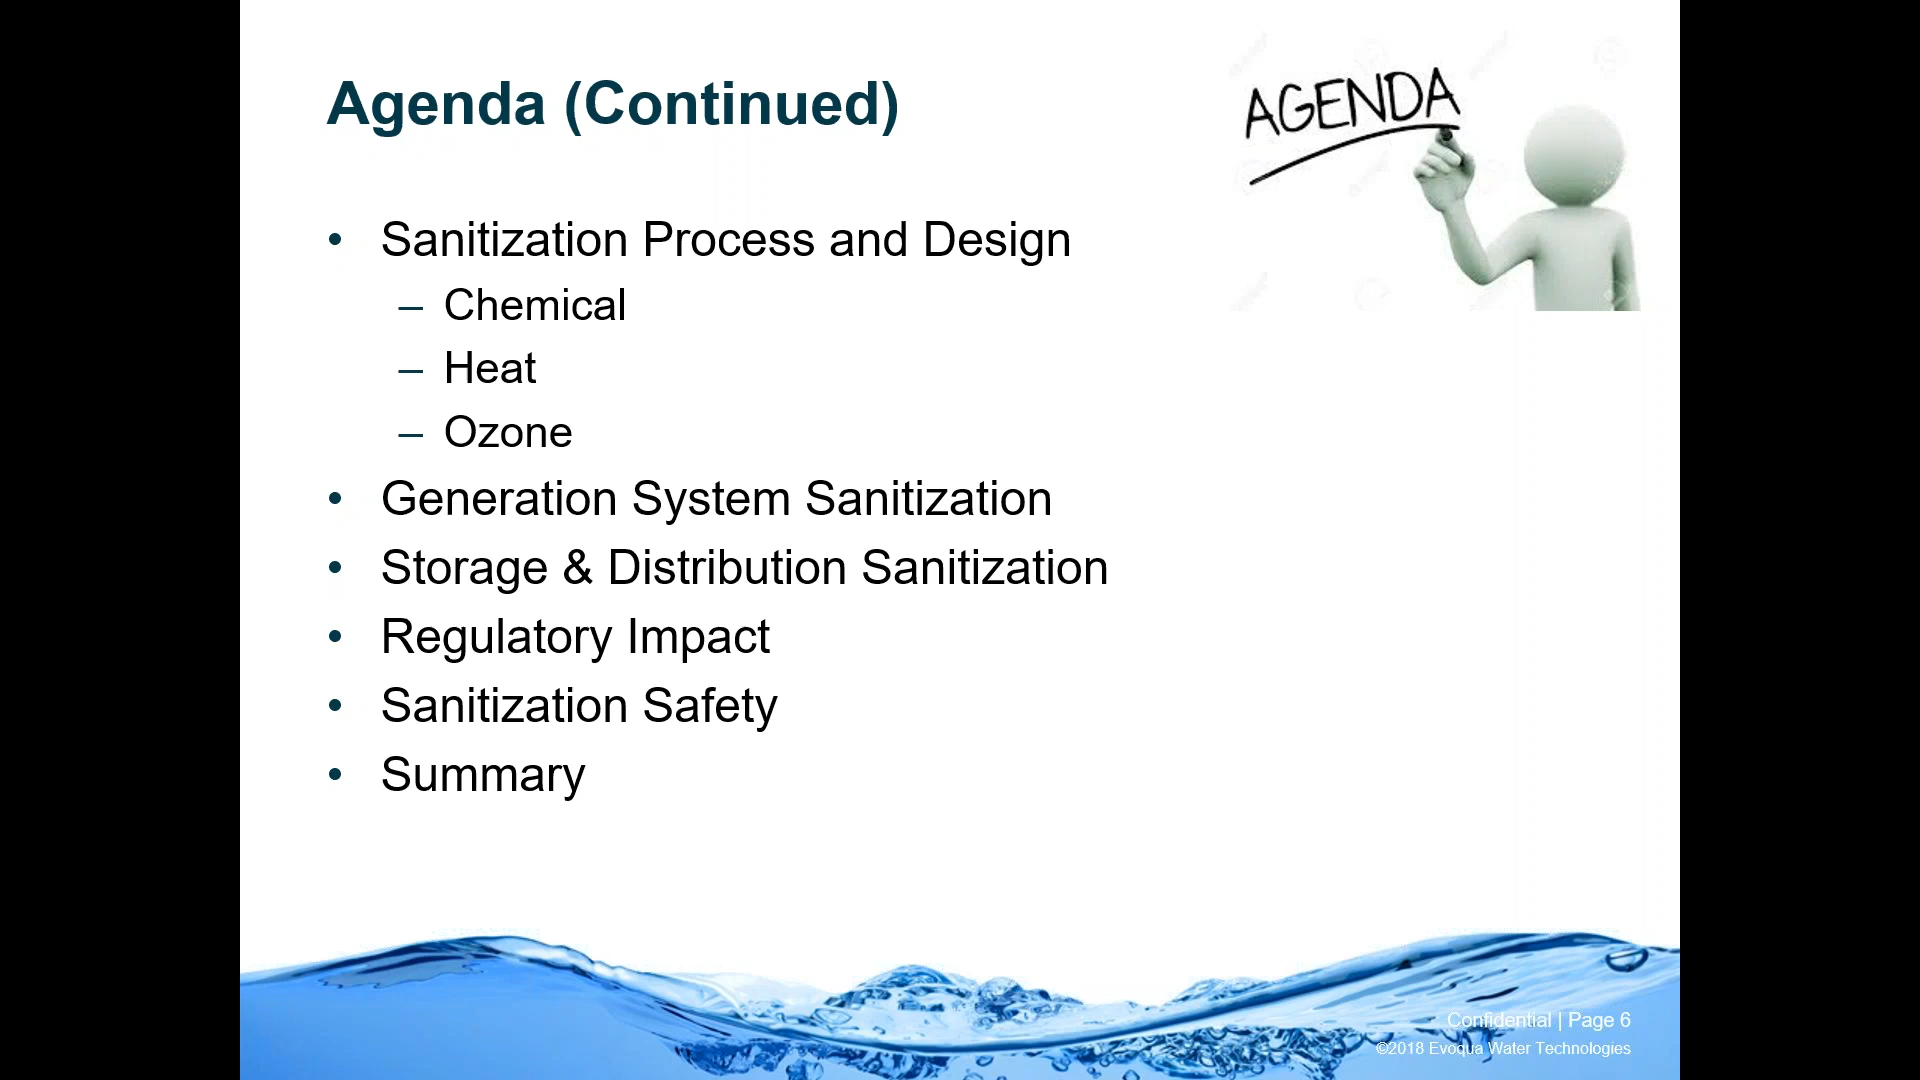 Agenda (Continued)
AGENDA
• Sanitization Process and Design
– Chemical
– Heat
– Ozone
• Generation System Sanitization
• Storage & Distribution Sanitization
• Regulatory Impact
• Sanitization Safety
• Summary
Confidential | Page 6
©2018 Evoqua Water Technologies